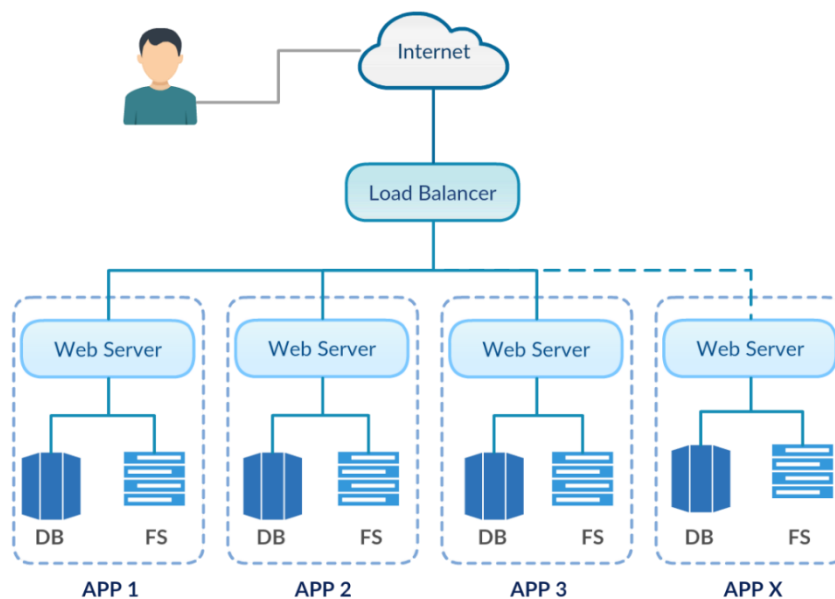 Internet
Load Balancer
Web Server Web Server Web Server Web Server
DB FS DB FS DB FS DB FS
APP 1 APP 2 APP 3 APP X